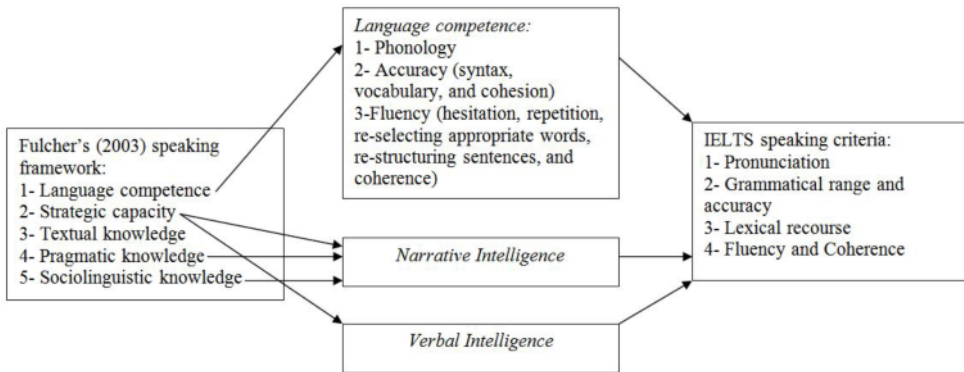 Language competence:
1- Phonology
2- Accuracy (syntax,
vocabulary, and cohesion)
3-Fluency (hesitation, repetition,
re-selecting appropriate words,
re-structuring sentences, and
coherence)
Fulcher's (2003) speaking
framework:
1- Language competence
2- Strategic capacity
3- Textual knowledge
4- Pragmatic knowledge
5- Sociolinguistic knowledge
Narrative Intelligence
Verbal Intelligence
IELTS speaking criteria:
1- Pronunciation
2- Grammatical range and
accuracy
3- Lexical recourse
4- Fluency and Coherence